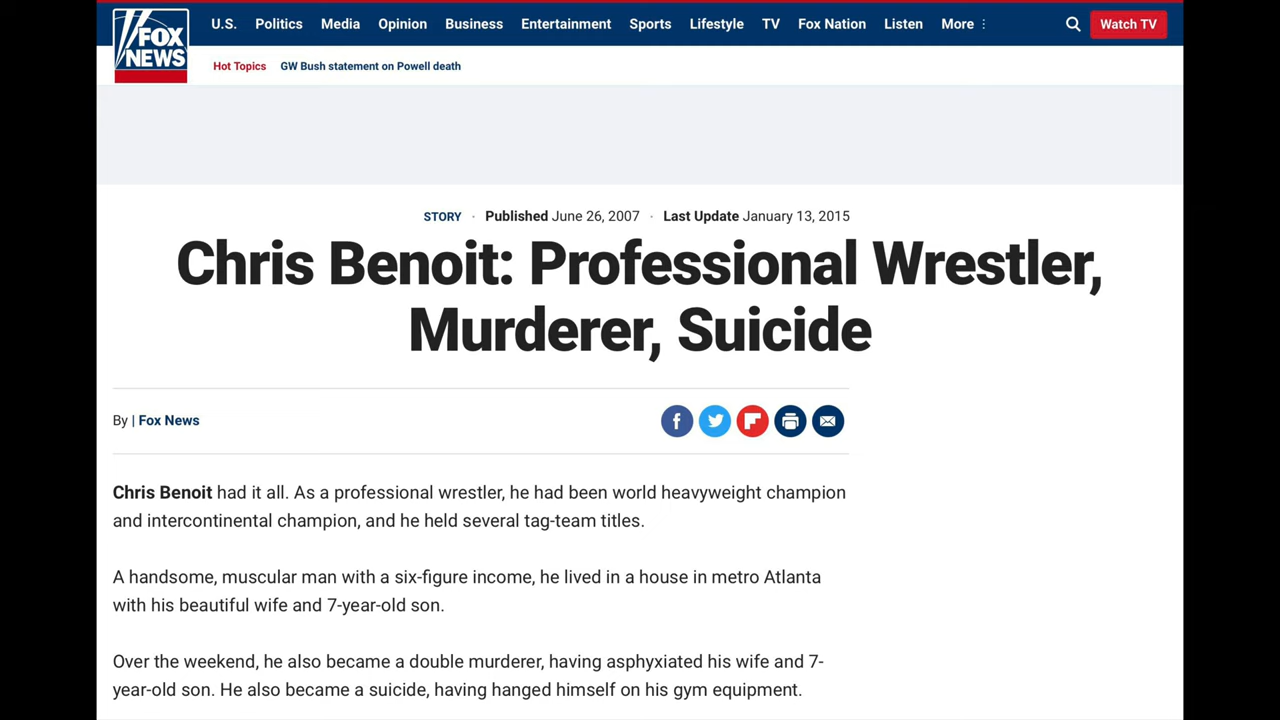 FOX
NEWS
U.S. Politics Media Opinion Business Entertainment Sports Lifestyle TV Fox Nation Listen More ⋮ Watch TV
Hot Topics GW Bush statement on Powell death
STORY · Published June 26, 2007 · Last Update January 13, 2015
Chris Benoit: Professional Wrestler,
Murderer, Suicide
By | Fox News
Chris Benoit had it all. As a professional wrestler, he had been world heavyweight champion
and intercontinental champion, and he held several tag-team titles.
A handsome, muscular man with a six-figure income, he lived in a house in metro Atlanta
with his beautiful wife and 7-year-old son.
Over the weekend, he also became a double murderer, having asphyxiated his wife and 7-
year-old son. He also became a suicide, having hanged himself on his gym equipment.